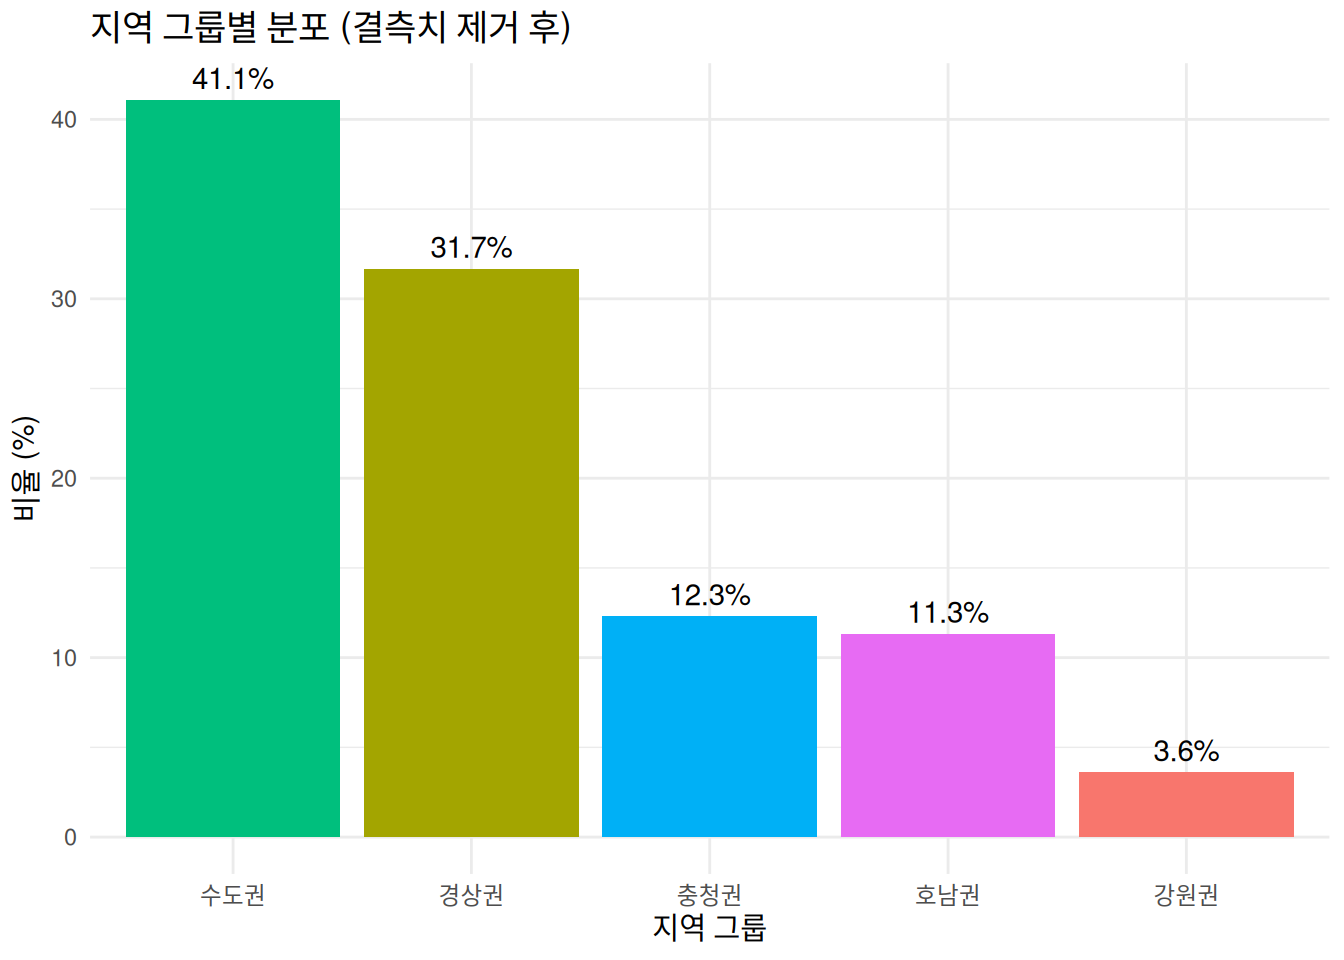 지역 그룹별 분포 (결측치 제거 후)
41.1%
31.7%
12.3%
11.3%
3.6%
비율 (%)
40
30
20
10
0
수도권 경상권 충청권 호남권 강원권
지역 그룹